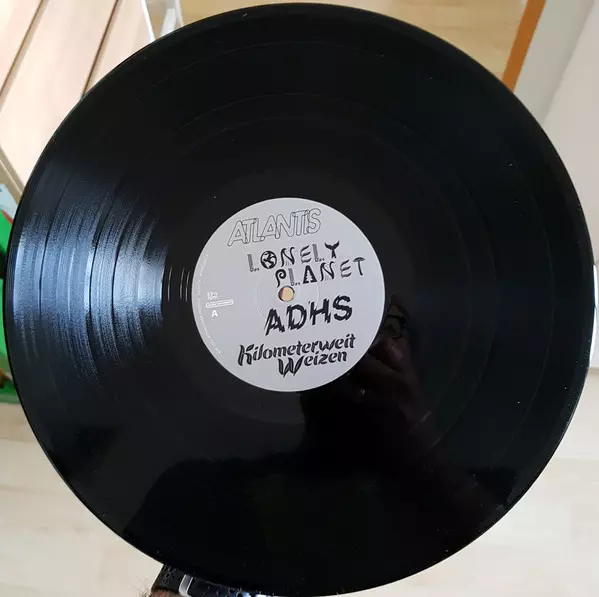 ATLANTIS
LONELY
PLANET
ADHS
Kilometerweit
Weizen
A